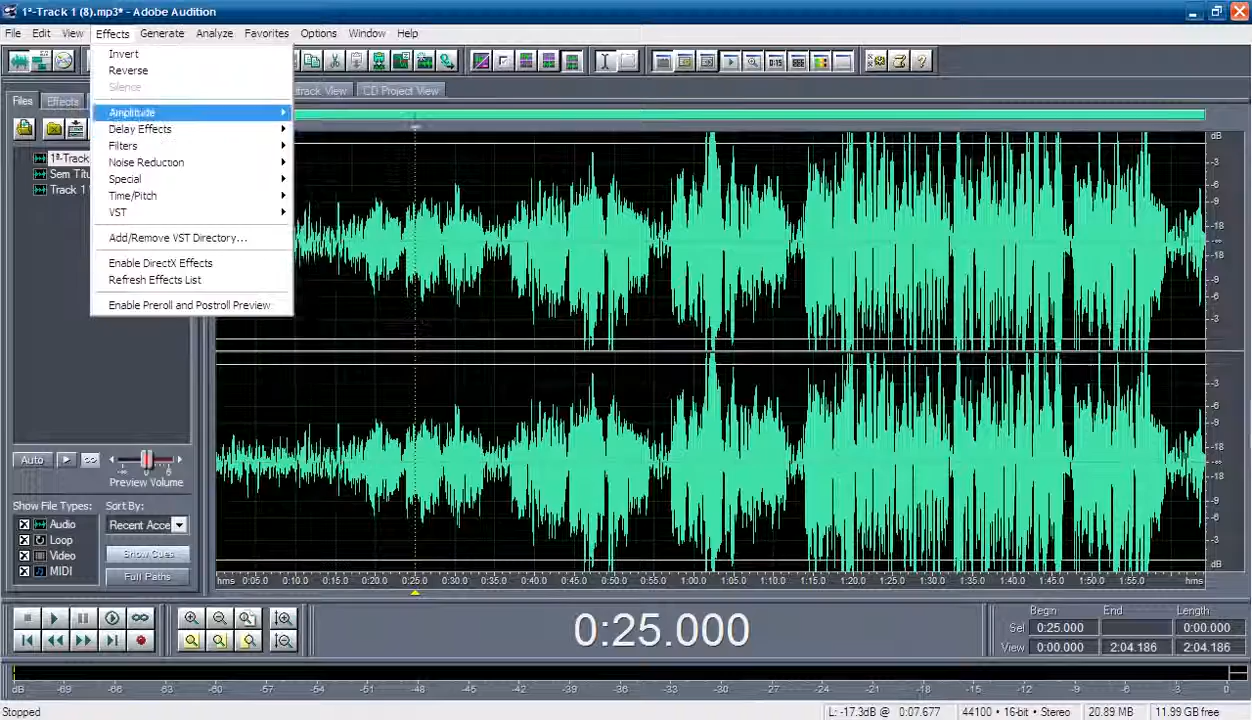 1ª-Track 1 (8).mp3* - Adobe Audition
File Edit View Effects Generate Analyze Favorites Options Window Help
Invert
Reverse
Silence
Amplitude
Delay Effects
Filters
Noise Reduction
Special
Time/Pitch
VST
Add/Remove VST Directory...
Enable DirectX Effects
Refresh Effects List
Enable Preroll and Postroll Preview
Files Effects
track View CD Project View
1ª-Track
Sem Títu
Track 1
dB
-3
-6
-9
-18
-∞
-18
-9
-6
-3
-3
-6
-9
-18
-∞
-18
-9
-6
-3
dB
Auto
-∞ 0 6
Preview Volume
Show File Types: Sort By:
Audio
Loop
Video
MIDI
Recent Acce
Show Cues
Full Paths
hms 0:05.0 0:10.0 0:15.0 0:20.0 0:25.0 0:30.0 0:35.0 0:40.0 0:45.0 0:50.0 0:55.0 1:00.0 1:05.0 1:10.0 1:15.0 1:20.0 1:25.0 1:30.0 1:35.0 1:40.0 1:45.0 1:50.0 1:55.0 hms
0:25.000
Begin End Length
Sel 0:25.000 0:00.000
View 0:00.000 2:04.186 2:04.186
dB -69 -66 -63 -60 -57 -54 -51 -48 -45 -42 -39 -36 -33 -30 -27 -24 -21 -18 -15 -12 -9 -6 -3 0
Stopped
L: -17.3dB @ 0:07.677 44100 • 16-bit • Stereo 20.89 MB 11.99 GB free